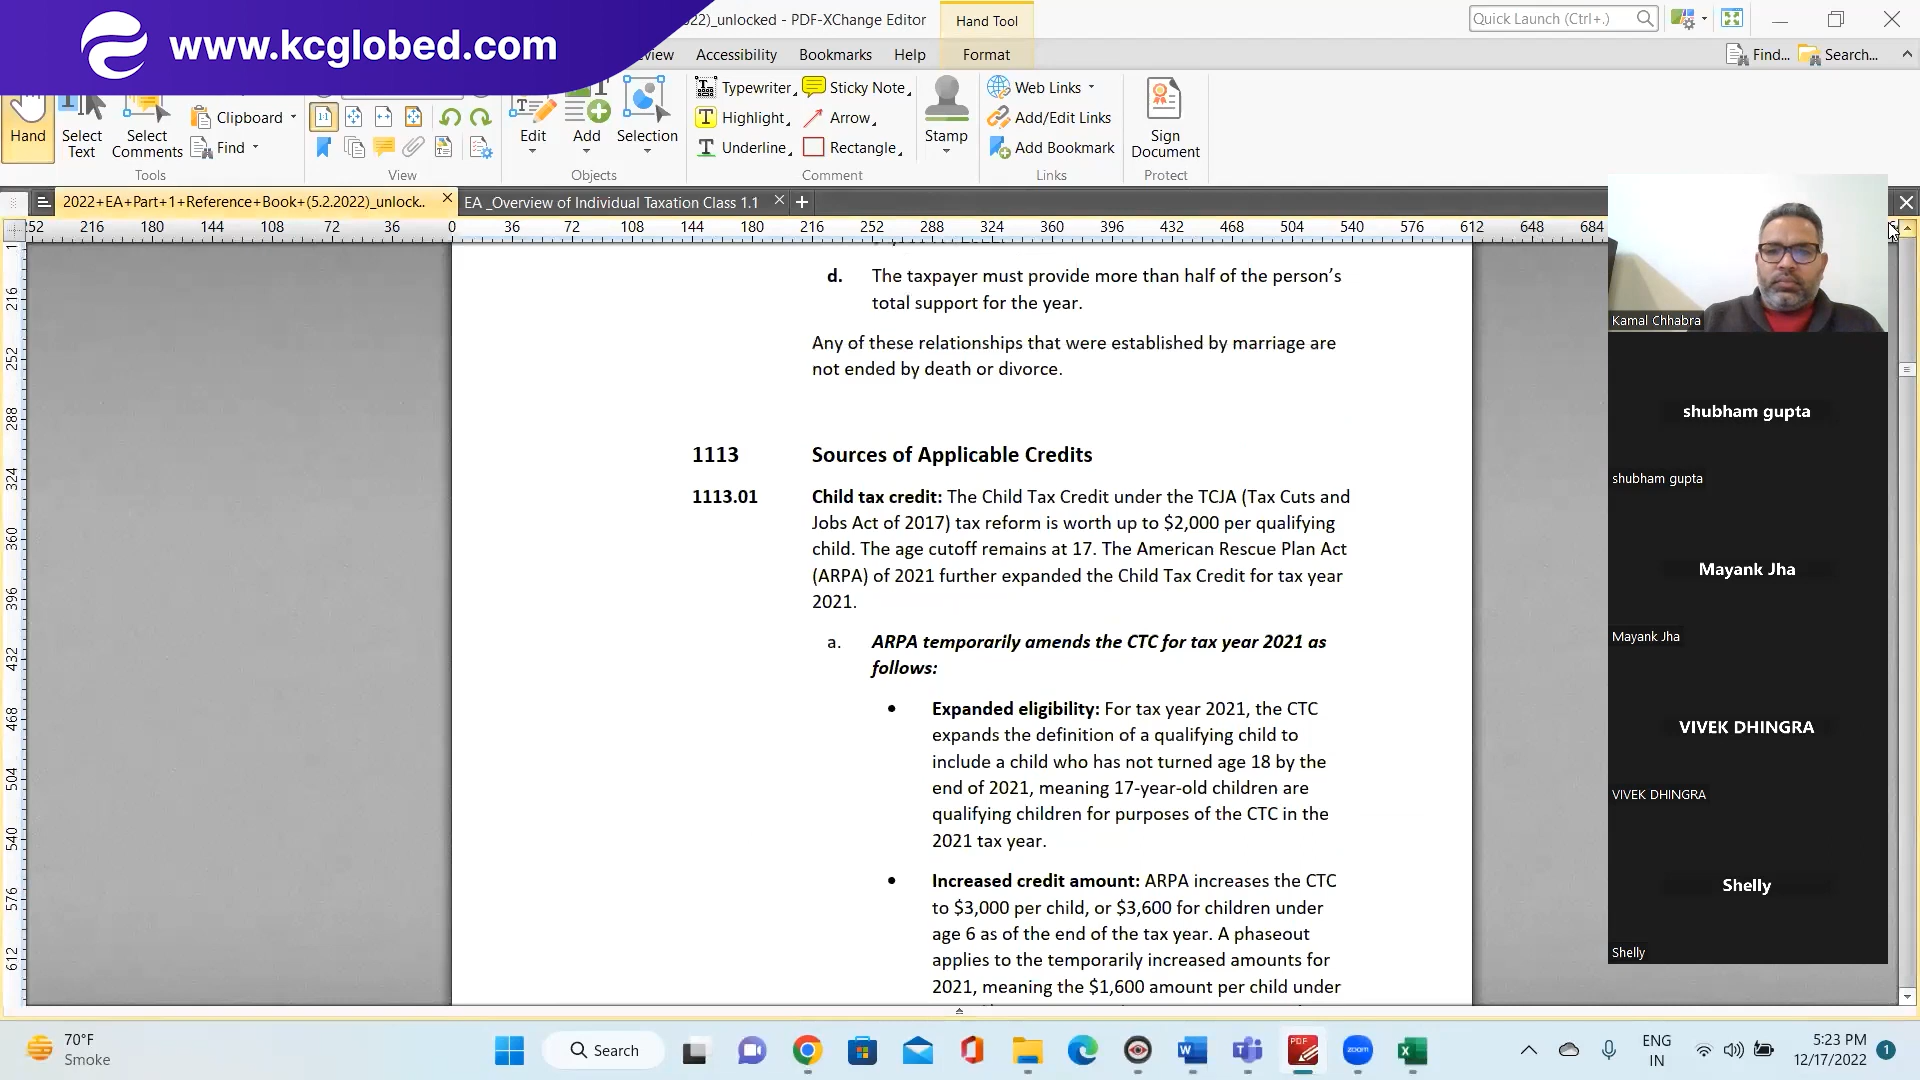 www.kcglobed.com
22)_unlocked - PDF-XChange Editor
Hand Tool
Quick Launch (Ctrl+.)
Accessibility Bookmarks Help Format
Find... Search...
Hand
Select Text
Select Comments
Clipboard
Find
Tools
View
Edit
Add
Selection
Objects
Typewriter Sticky Note
Highlight Arrow
Underline Rectangle
Comment
Stamp
Web Links
Add/Edit Links
Add Bookmark
Links
Sign Document
Protect
2022+EA+Part+1+Reference+Book+(5.2.2022)_unlock..
EA _Overview of Individual Taxation Class 1.1
252 216 180 144 108 72 36 0 36 72 108 144 180 216 252 288 324 360 396 432 468 504 540 576 612 648 684
216
252
288
324
360
396
432
468
504
540
576
612
d. The taxpayer must provide more than half of the person's
total support for the year.
Any of these relationships that were established by marriage are
not ended by death or divorce.
1113 Sources of Applicable Credits
1113.01 Child tax credit: The Child Tax Credit under the TCJA (Tax Cuts and
Jobs Act of 2017) tax reform is worth up to $2,000 per qualifying
child. The age cutoff remains at 17. The American Rescue Plan Act
(ARPA) of 2021 further expanded the Child Tax Credit for tax year
2021.
a. ARPA temporarily amends the CTC for tax year 2021 as
follows:
• Expanded eligibility: For tax year 2021, the CTC
expands the definition of a qualifying child to
include a child who has not turned age 18 by the
end of 2021, meaning 17-year-old children are
qualifying children for purposes of the CTC in the
2021 tax year.
• Increased credit amount: ARPA increases the CTC
to $3,000 per child, or $3,600 for children under
age 6 as of the end of the tax year. A phaseout
applies to the temporarily increased amounts for
2021, meaning the $1,600 amount per child under
Kamal Chhabra
shubham gupta
shubham gupta
Mayank Jha
Mayank Jha
VIVEK DHINGRA
VIVEK DHINGRA
Shelly
Shelly
70°F
Smoke
Search
PDF
zoom
ENG
IN
5:23 PM
12/17/2022
1